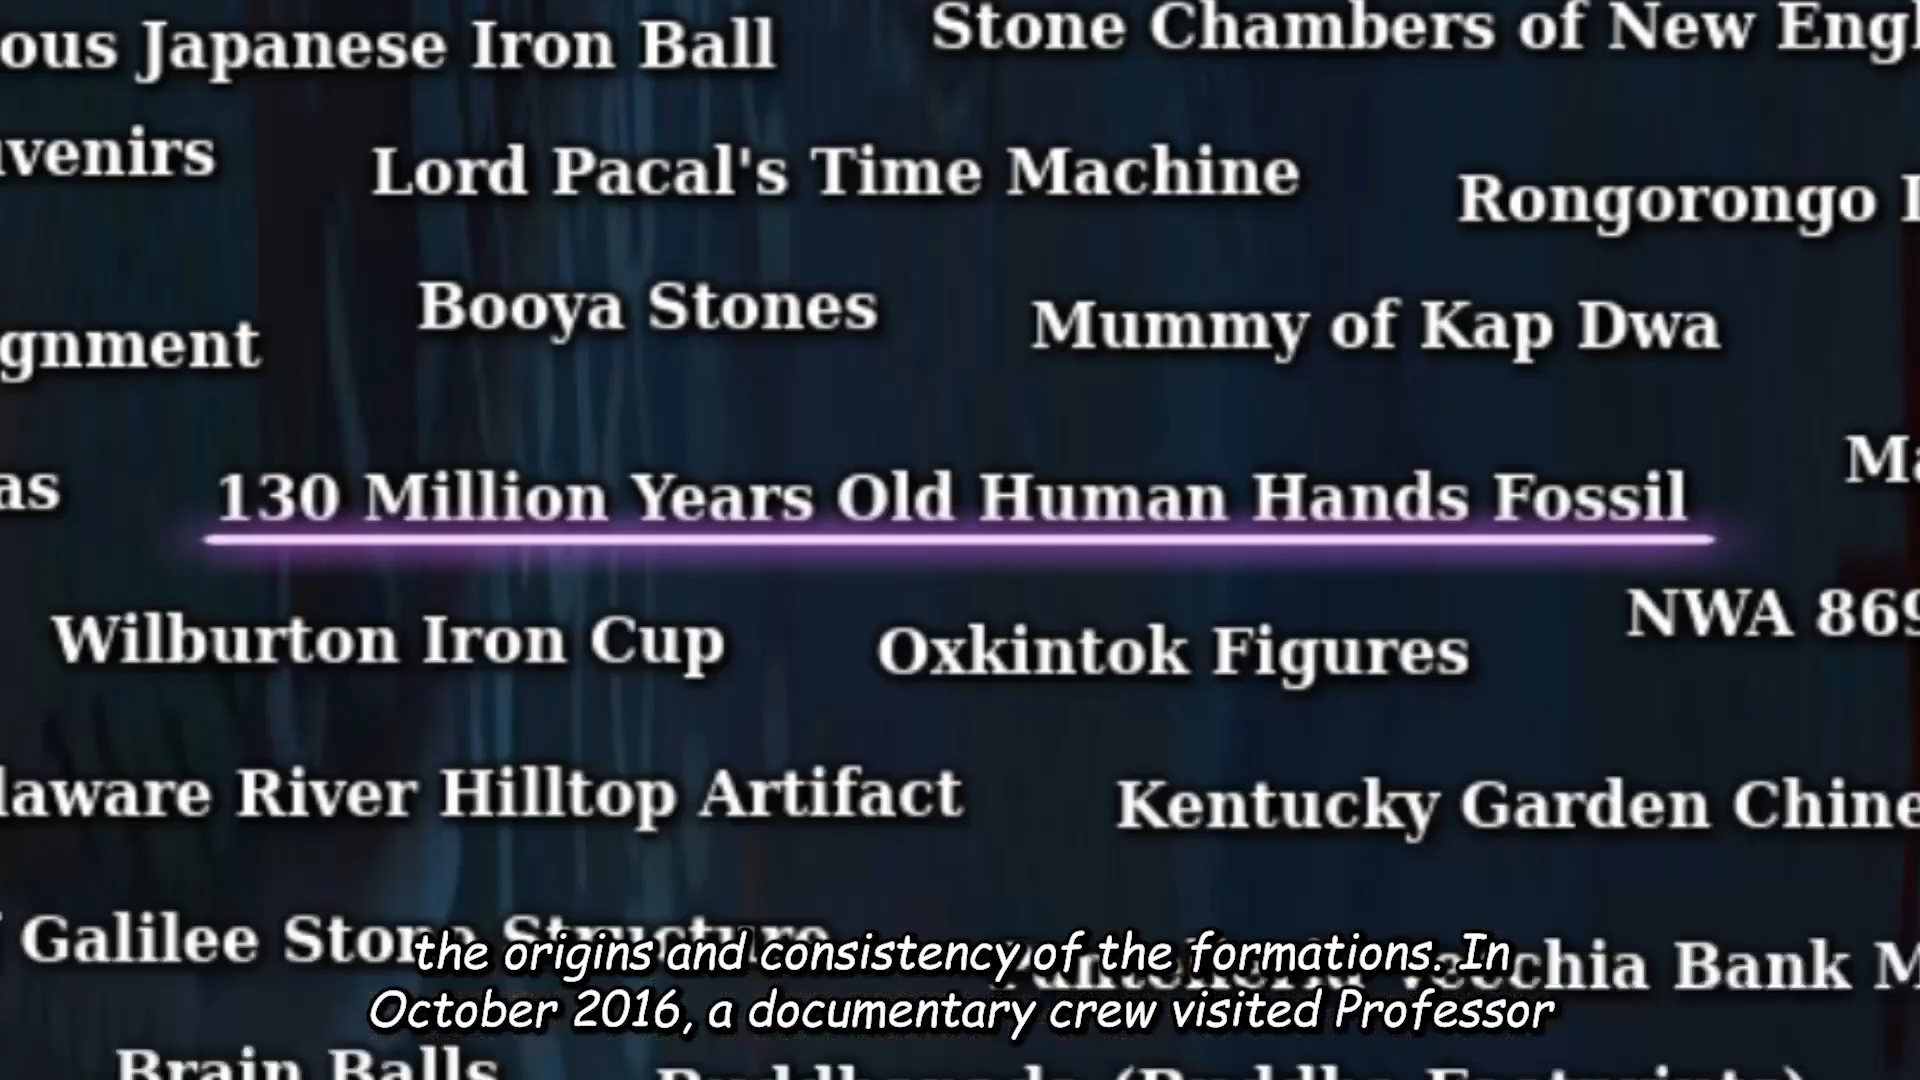 ous Japanese Iron Ball
Stone Chambers of New Engl
venirs
Lord Pacal's Time Machine
Rongorongo
Booya Stones
Mummy of Kap Dwa
gnment
as
130 Million Years Old Human Hands Fossil
Ma
Wilburton Iron Cup
Oxkintok Figures
NWA 869
laware River Hilltop Artifact
Kentucky Garden Chine
Galilee Stone Structure
Vecchia Bank M
the origins and consistency of the formations. In
October 2016, a documentary crew visited Professor
Brain Balls